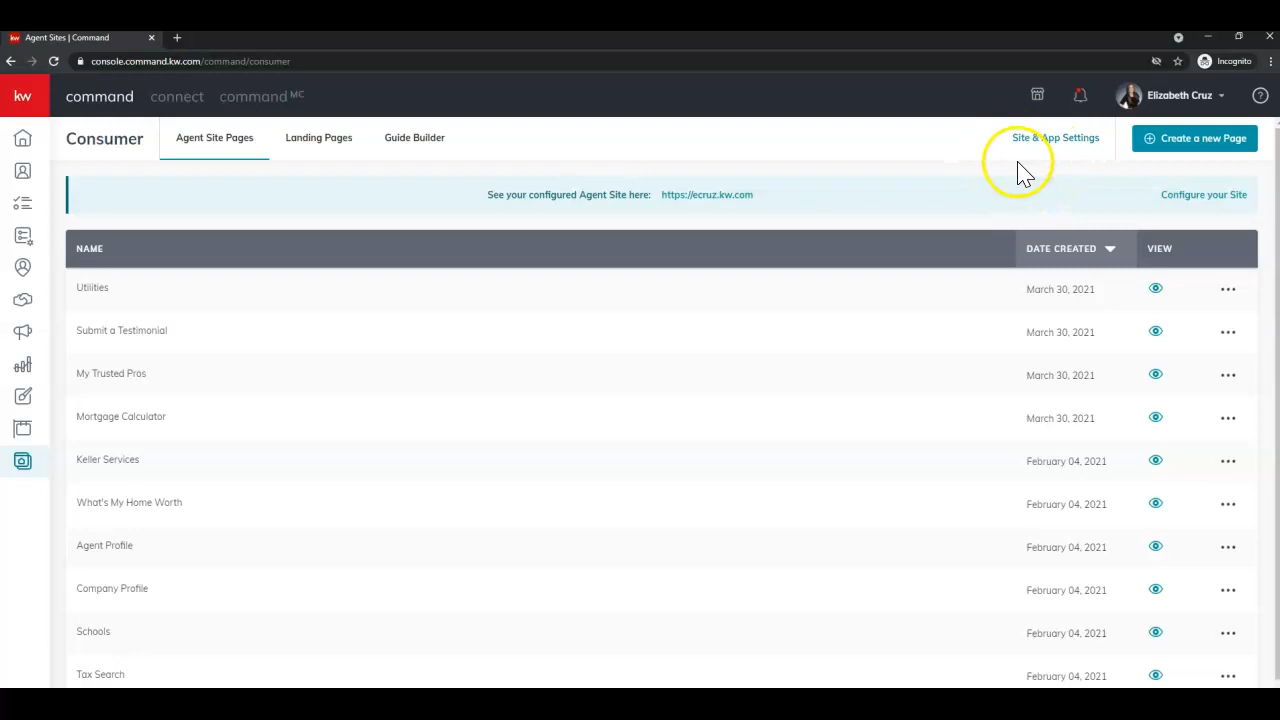 kw Agent Sites | Command
console.command.kw.com/command/consumer
Incognito
kw command connect command MC Elizabeth Cruz
Consumer Agent Site Pages Landing Pages Guide Builder Site & App Settings Create a new Page
See your configured Agent Site here: https://ecruz.kw.com Configure your Site
NAME DATE CREATED VIEW
Utilities March 30, 2021
Submit a Testimonial March 30, 2021
My Trusted Pros March 30, 2021
Mortgage Calculator March 30, 2021
Keller Services February 04, 2021
What's My Home Worth February 04, 2021
Agent Profile February 04, 2021
Company Profile February 04, 2021
Schools February 04, 2021
Tax Search February 04, 2021